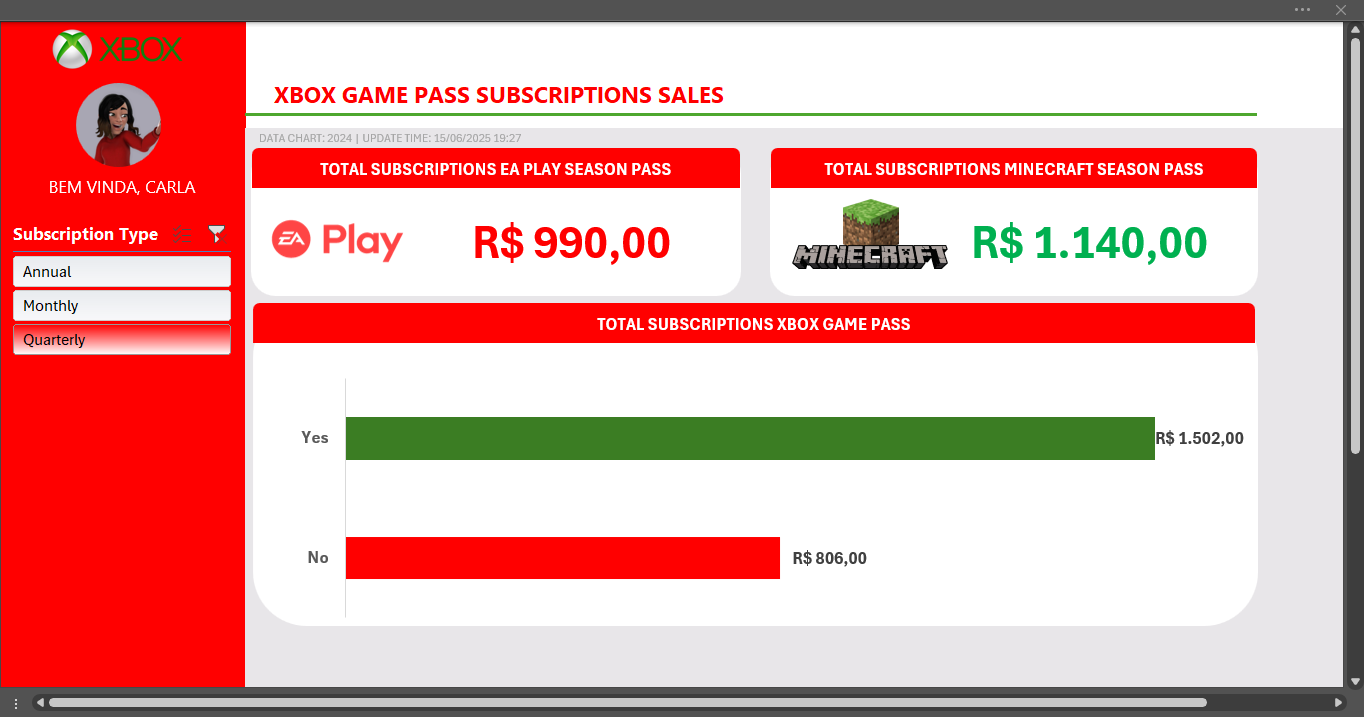 XBOX
BEM VINDA, CARLA
Subscription Type
Annual
Monthly
Quarterly
XBOX GAME PASS SUBSCRIPTIONS SALES
DATA CHART: 2024 | UPDATE TIME: 15/06/2025 19:27
TOTAL SUBSCRIPTIONS EA PLAY SEASON PASS
EA Play
R$ 990,00
TOTAL SUBSCRIPTIONS MINECRAFT SEASON PASS
MINECRAFT
R$ 1.140,00
TOTAL SUBSCRIPTIONS XBOX GAME PASS
Yes
R$ 1.502,00
No
R$ 806,00